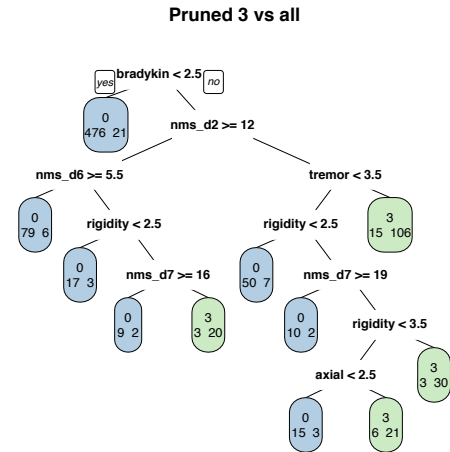 Pruned 3 vs all
yes bradykin < 2.5 no
0
476 21
nms_d2 >= 12
nms_d6 >= 5.5
tremor < 3.5
0
79 6
rigidity < 2.5
rigidity < 2.5
3
15 106
0
17 3
nms_d7 >= 16
0
50 7
nms_d7 >= 19
0
9 2
3
3 20
0
10 2
rigidity < 3.5
axial < 2.5
3
3 30
0
15 3
3
6 21